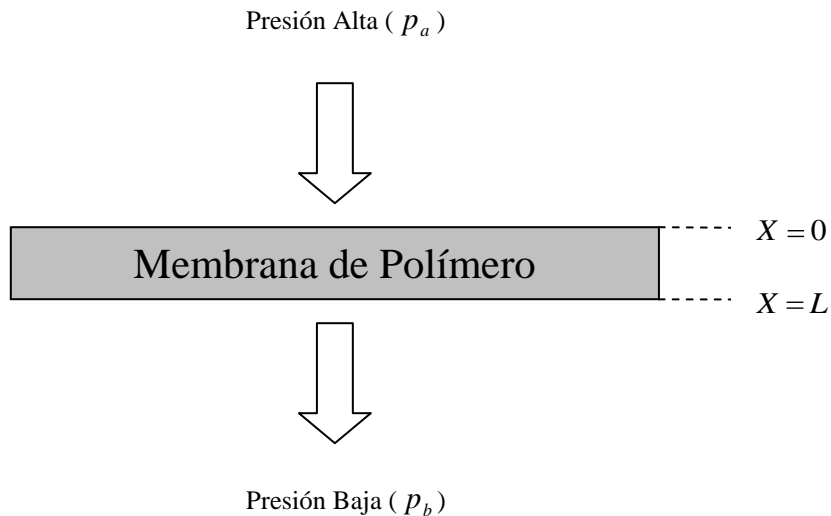 Presión Alta ( p_a )
X = 0
Membrana de Polímero
X = L
Presión Baja ( p_b )